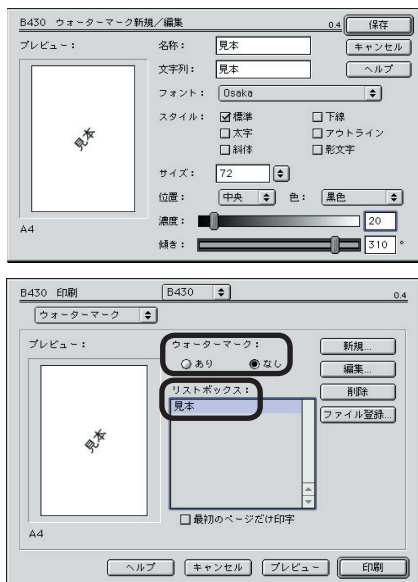 B430 ウォーターマーク新規／編集 0.4 保存
プレビュー： 名称： 見本 キャンセル
文字列： 見本 ヘルプ
フォント： Osaka
スタイル： 標準 下線
太字 アウトライン
斜体 影文字
見本
サイズ： 72
位置： 中央 色： 黒色
濃度： 20
A4
傾き： 310
B430 印刷 B430 0.4
ウォーターマーク
プレビュー： ウォーターマーク： 新規...
あり なし 編集...
リストボックス： 削除
見本 ファイル登録...
見本
最初のページだけ印字
A4
ヘルプ キャンセル プレビュー 印刷